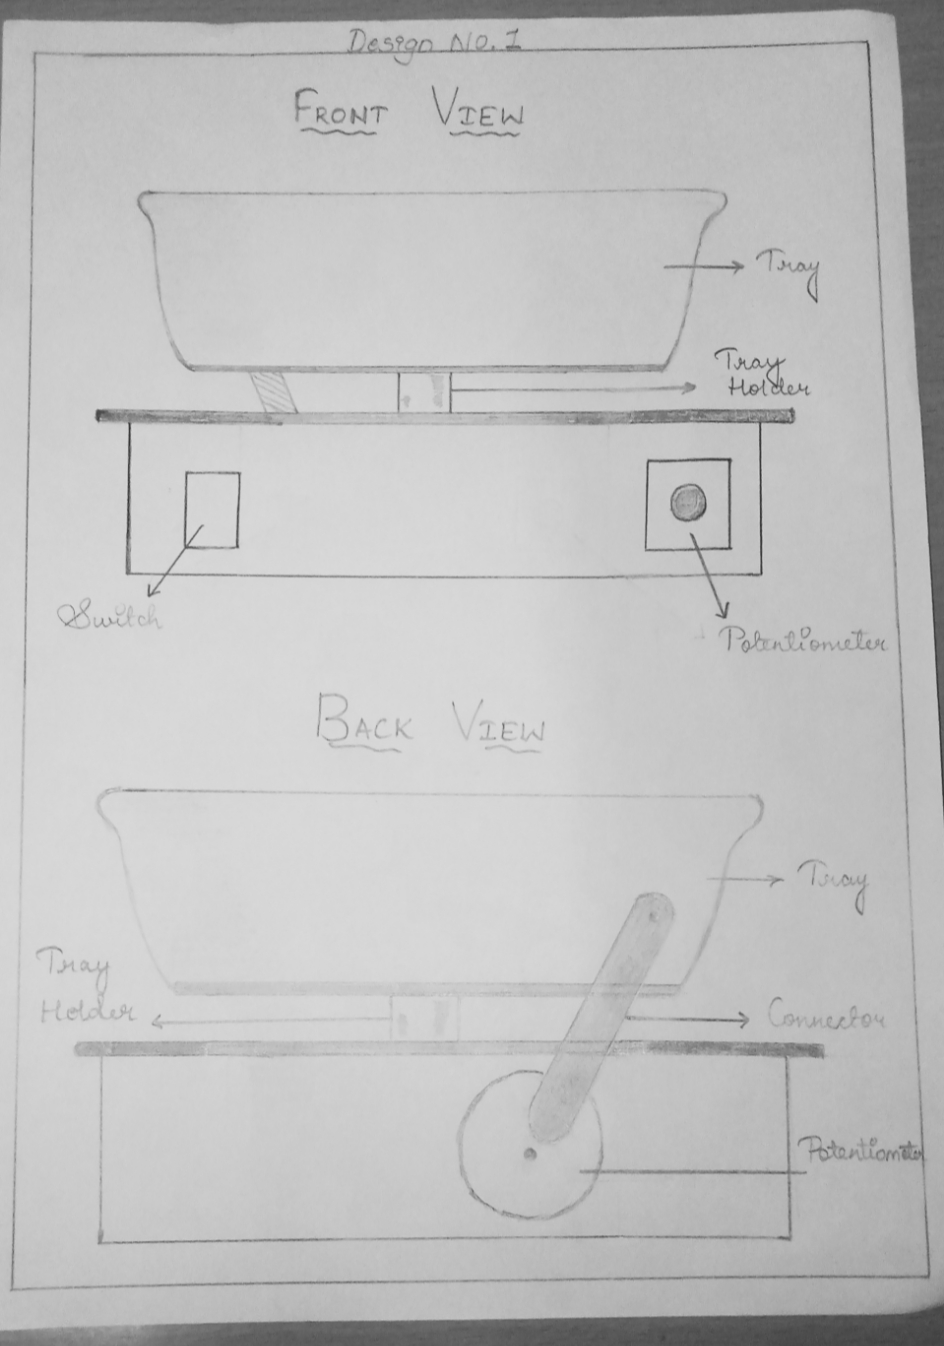 Design No. 1
FRONT VIEW
Tray
Tray
Holder
Switch
Potentiometer
BACK VIEW
Tray
Tray
Holder
Connector
Potentiometer